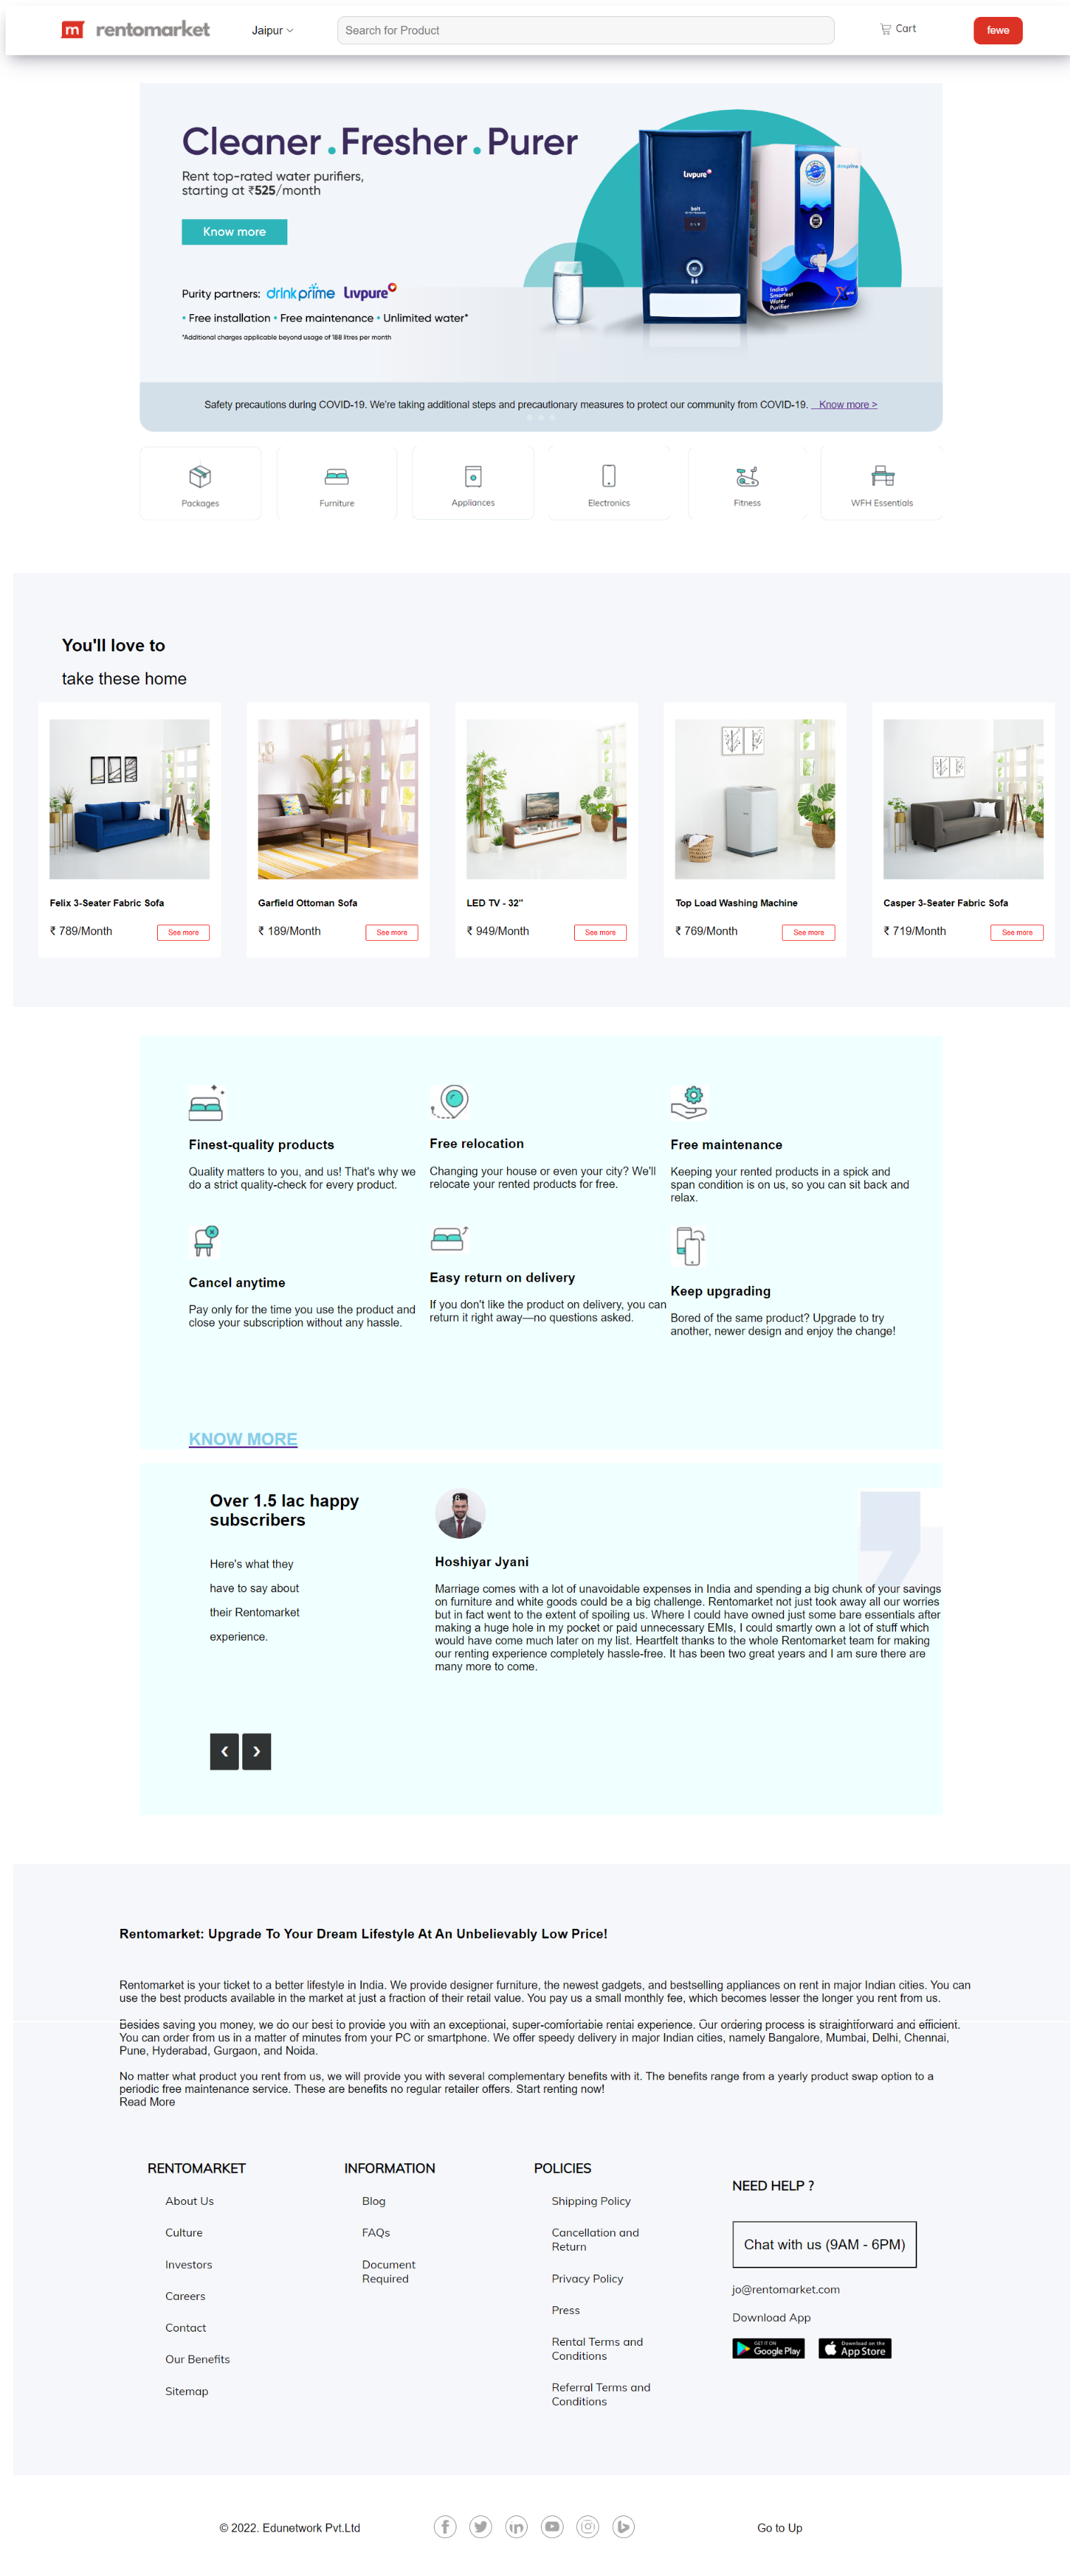 m rentomarket
Jaipur
Search for Product
Cart
fewe
Cleaner.Fresher.Purer
Rent top-rated water purifiers,
starting at ₹525/month
Know more
Purity partners: drinkprime Livpure
• Free installation • Free maintenance • Unlimited water*
*Additional charges applicable beyond usage of 188 litres per month
Livpure
bolt
drinkprime
India's
Smartest
Water
Purifier
Safety precautions during COVID-19. We're taking additional steps and precautionary measures to protect our community from COVID-19. Know more >
Packages
Furniture
Appliances
Electronics
Fitness
WFH Essentials
You'll love to
take these home
Felix 3-Seater Fabric Sofa
₹ 789/Month
See more
Garfield Ottoman Sofa
₹ 189/Month
See more
LED TV - 32"
₹ 949/Month
See more
Top Load Washing Machine
₹ 769/Month
See more
Casper 3-Seater Fabric Sofa
₹ 719/Month
See more
Finest-quality products
Quality matters to you, and us! That's why we
do a strict quality-check for every product.
Free relocation
Changing your house or even your city? We'll
relocate your rented products for free.
Free maintenance
Keeping your rented products in a spick and
span condition is on us, so you can sit back and
relax.
Cancel anytime
Pay only for the time you use the product and
close your subscription without any hassle.
Easy return on delivery
If you don't like the product on delivery, you can
return it right away—no questions asked.
Keep upgrading
Bored of the same product? Upgrade to try
another, newer design and enjoy the change!
KNOW MORE
Over 1.5 lac happy
subscribers
Here's what they
have to say about
their Rentomarket
experience.
Hoshiyar Jyani
Marriage comes with a lot of unavoidable expenses in India and spending a big chunk of your savings
on furniture and white goods could be a big challenge. Rentomarket not just took away all our worries
but in fact went to the extent of spoiling us. Where I could have owned just some bare essentials after
making a huge hole in my pocket or paid unnecessary EMIs, I could smartly own a lot of stuff which
would have come much later on my list. Heartfelt thanks to the whole Rentomarket team for making
our renting experience completely hassle-free. It has been two great years and I am sure there are
many more to come.
Rentomarket: Upgrade To Your Dream Lifestyle At An Unbelievably Low Price!
Rentomarket is your ticket to a better lifestyle in India. We provide designer furniture, the newest gadgets, and bestselling appliances on rent in major Indian cities. You can
use the best products available in the market at just a fraction of their retail value. You pay us a small monthly fee, which becomes lesser the longer you rent from us.
Besides saving you money, we do our best to provide you with an exceptional, super-comfortable rental experience. Our ordering process is straightforward and efficient.
You can order from us in a matter of minutes from your PC or smartphone. We offer speedy delivery in major Indian cities, namely Bangalore, Mumbai, Delhi, Chennai,
Pune, Hyderabad, Gurgaon, and Noida.
No matter what product you rent from us, we will provide you with several complementary benefits with it. The benefits range from a yearly product swap option to a
periodic free maintenance service. These are benefits no regular retailer offers. Start renting now!
Read More
RENTOMARKET
About Us
Culture
Investors
Careers
Contact
Our Benefits
Sitemap
INFORMATION
Blog
FAQs
Document
Required
POLICIES
Shipping Policy
Cancellation and
Return
Privacy Policy
Press
Rental Terms and
Conditions
Referral Terms and
Conditions
NEED HELP ?
Chat with us (9AM - 6PM)
jo@rentomarket.com
Download App
GET IT ON
Google Play
Download on the
App Store
© 2022. Edunetwork Pvt.Ltd
Go to Up